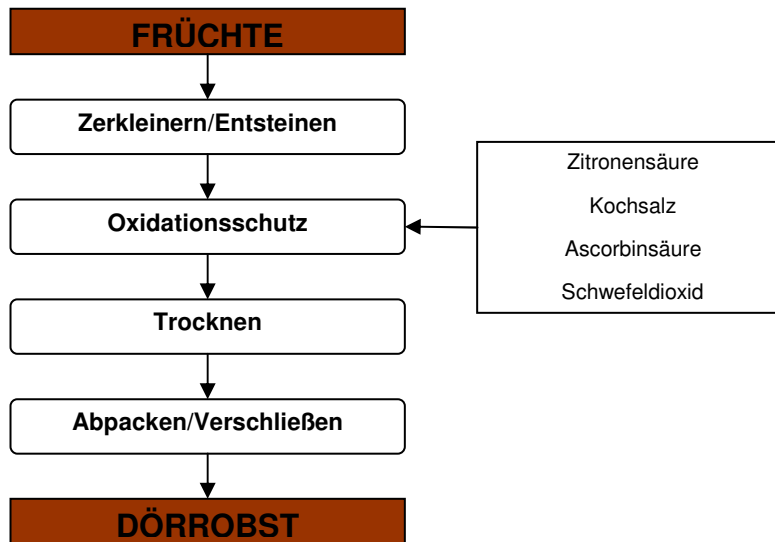 FRÜCHTE
Zerkleinern/Entsteinen
Oxidationsschutz
Zitronensäure
Kochsalz
Ascorbinsäure
Schwefeldioxid
Trocknen
Abpacken/Verschließen
DÖRROBST